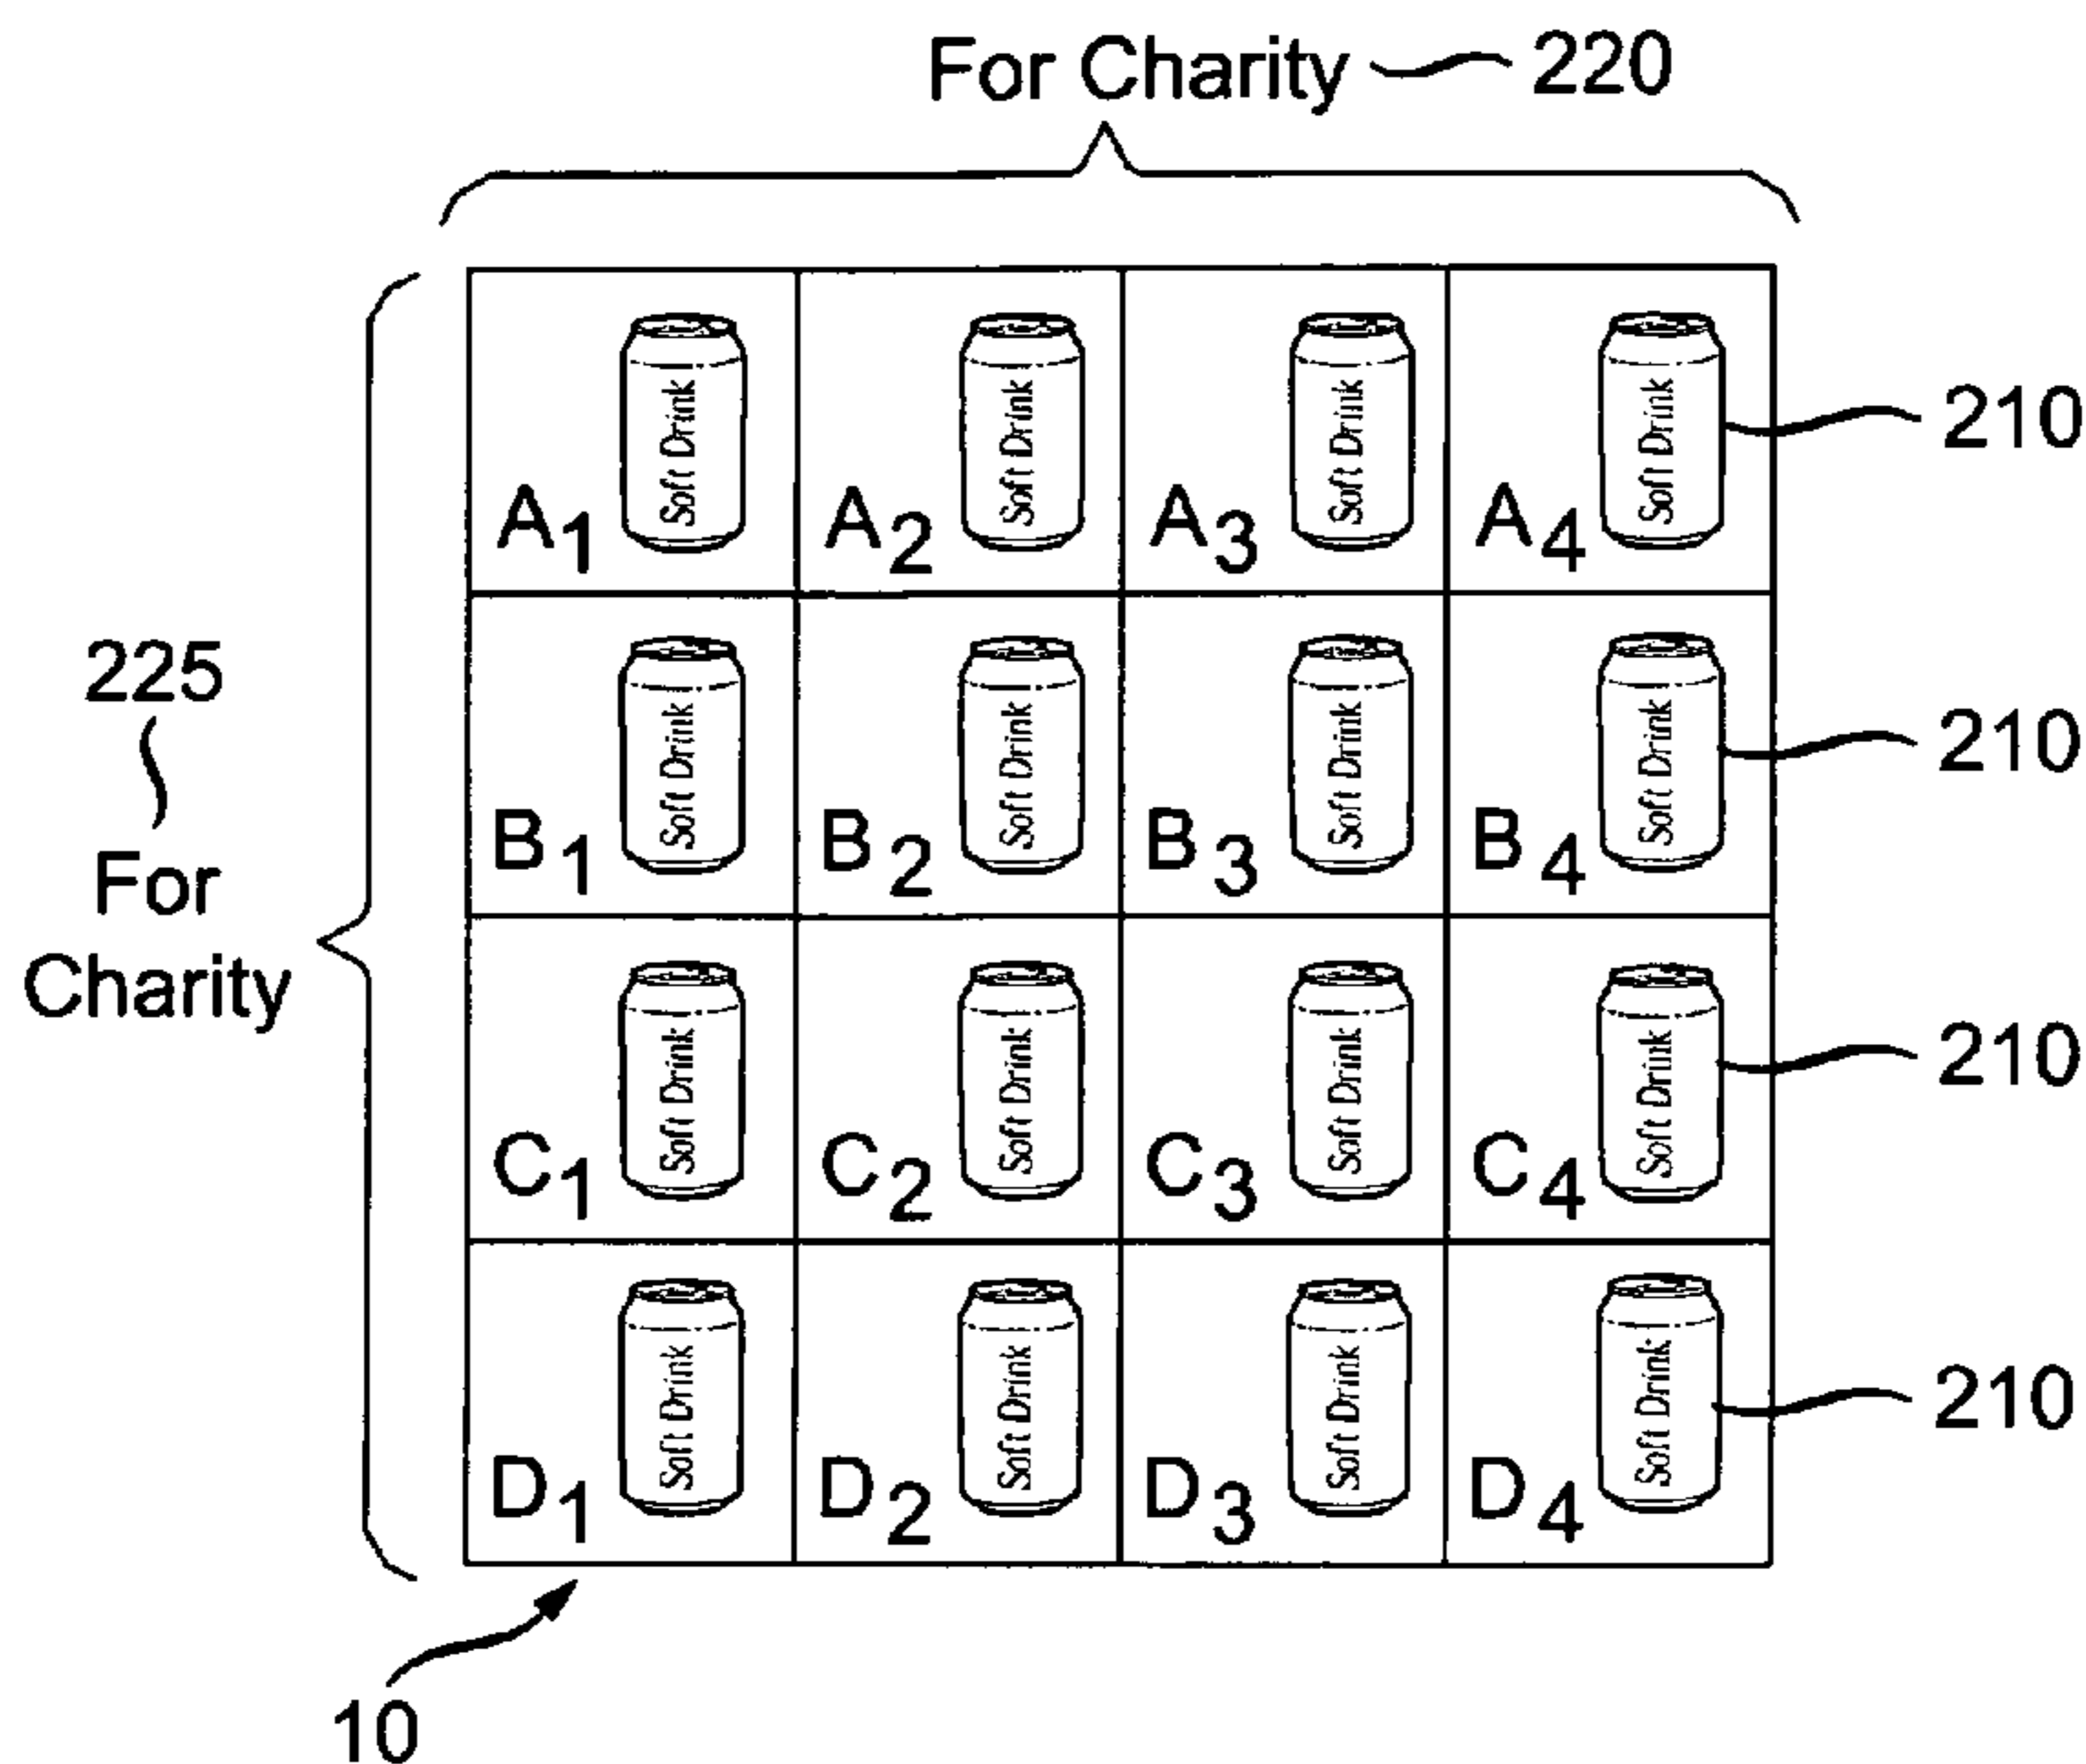 For Charity 220
Soft Drink Soft Drink Soft Drink Soft Drink 210
A1 A2 A3 A4
225
Soft Drink Soft Drink Soft Drink Soft Drink 210
B1 B2 B3 B4
For
Charity
Soft Drink Soft Drink Soft Drink Soft Drink 210
C1 C2 C3 C4
Soft Drink Soft Drink Soft Drink Soft Drink 210
D1 D2 D3 D4
10